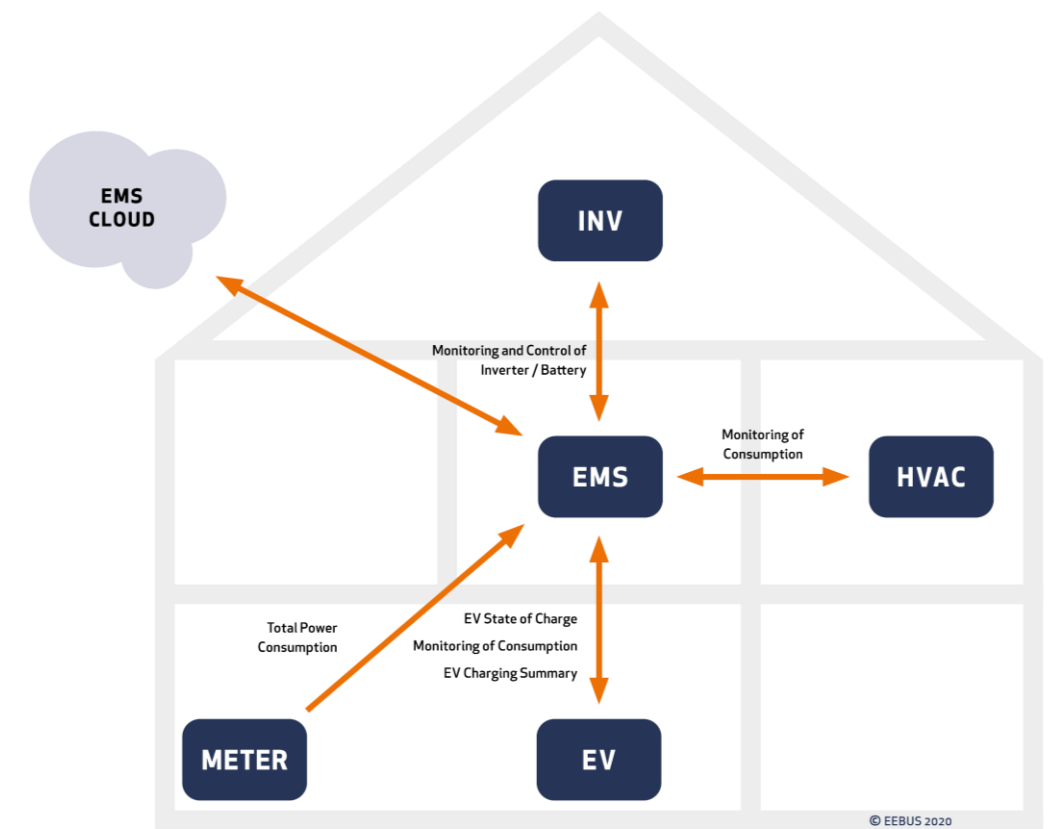 EMS
CLOUD
INV
Monitoring and Control of
Inverter / Battery
EMS
Monitoring of
Consumption
HVAC
Total Power
Consumption
EV State of Charge
Monitoring of Consumption
EV Charging Summary
METER
EV
© EEBUS 2020